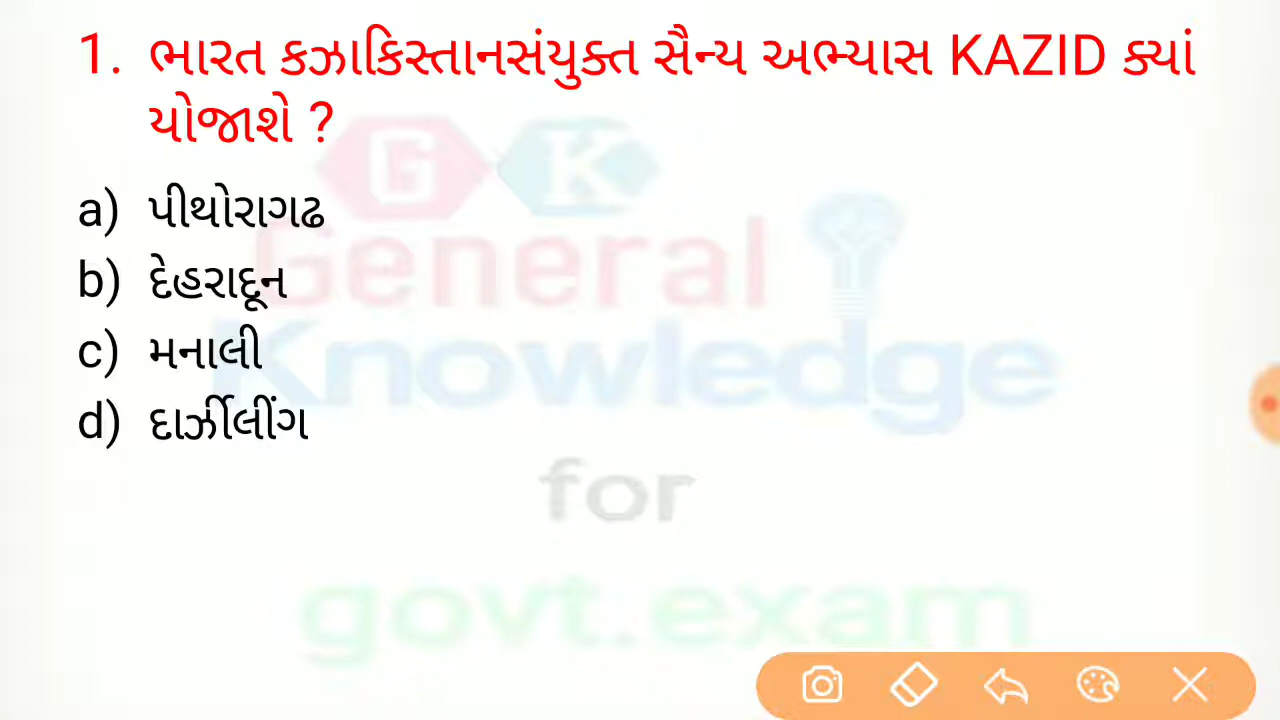 1. ભારત કઝાકિસ્તાનસંયુક્ત સૈન્ય અભ્યાસ KAZID ક્યાં
યોજાશે ?
G K
a) પીથોરાગઢ
General
b) દેહરાદૂન
c) મનાલી
Knowledge
d) દાર્ઝીલીંગ
for
govt.exam